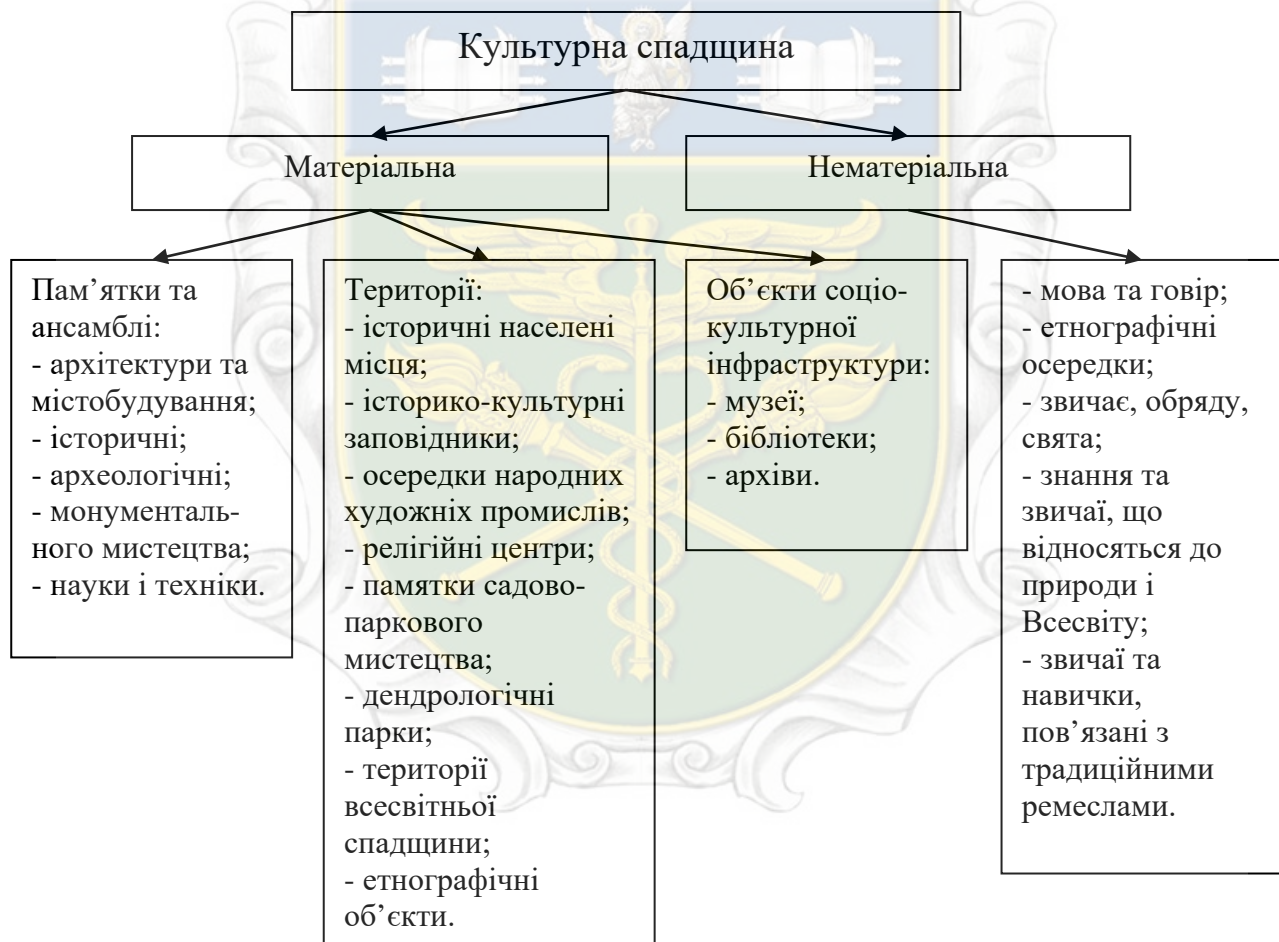 Культурна спадщина
Матеріальна
Нематеріальна
Пам’ятки та
ансамблі:
- архітектури та
містобудування;
- історичні;
- археологічні;
- монументаль-
ного мистецтва;
- науки і техніки.
Території:
- історичні населені
місця;
- історико-культурні
заповідники;
- осередки народних
художніх промислів;
- релігійні центри;
- памятки садово-
паркового
мистецтва;
- дендрологічні
парки;
- території
всесвітньої
спадщини;
- етнографічні
об’єкти.
Об’єкти соціо-
культурної
інфраструктури:
- музеї;
- бібліотеки;
- архіви.
- мова та говір;
- етнографічні
осередки;
- звичає, обряду,
свята;
- знання та
звичаї, що
відносяться до
природи і
Всесвіту;
- звичаї та
навички,
пов’язані з
традиційними
ремеслами.